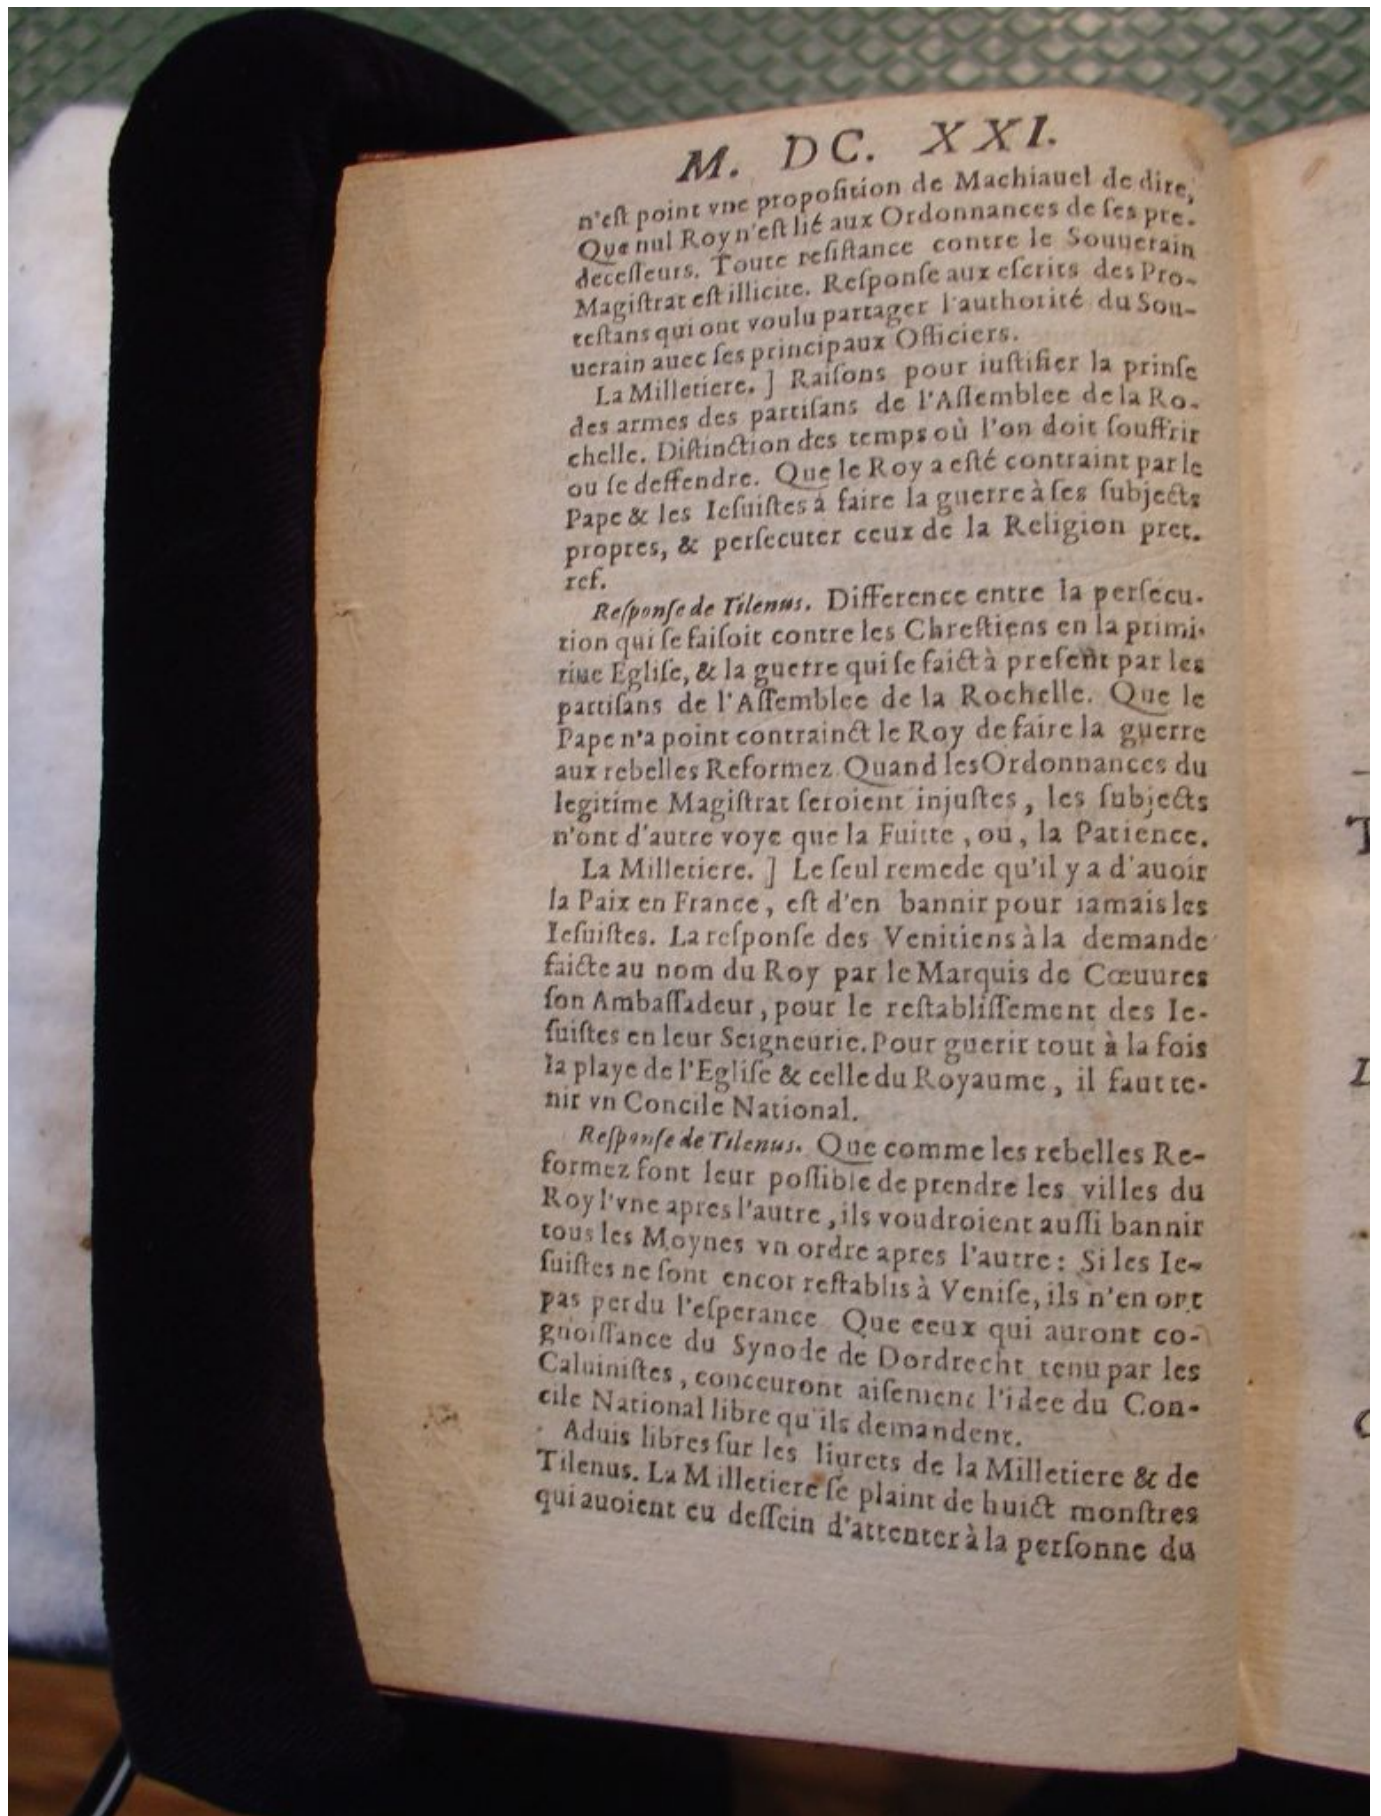 M. DC. XXI.
n'eſt point vne propoſition de Machiauel de dire,
Que nul Roy n'eſt lié aux Ordonnances de ſes pre-
deceſſeurs. Toute reſiſtance contre le Souuerain
Magiſtrat eſt illicite. Reſponſe aux eſcrits des Pro-
teſtans qui ont voulu partager l'authorité du Sou-
uerain auec ſes principaux Officiers.
La Milletiere. ] Raiſons pour iuſtifier la prinſe
des armes des partiſans de l'Aſſemblee de la Ro-
chelle. Diſtinction des temps où l'on doit ſouffrir
ou ſe deffendre. Que le Roy a eſté contraint par le
Pape & les Ieſuiſtes à faire la guerre à ſes ſubjects
propres, & perſecuter ceux de la Religion pret.
ref.
Reſponſe de Tilenus. Difference entre la perſecu-
tion qui ſe faiſoit contre les Chreſtiens en la primi-
tiue Egliſe, & la guerre qui ſe faict à preſent par les
partiſans de l'Aſſemblee de la Rochelle. Que le
Pape n'a point contrainct le Roy de faire la guerre
aux rebelles Reformez. Quand les Ordonnances du
legitime Magiſtrat ſeroient injuſtes, les ſubjects
n'ont d'autre voye que la Fuitte, ou, la Patience.
La Milletiere. ] Le ſeul remede qu'il y a d'auoir
la Paix en France, eſt d'en bannir pour iamais les
Ieſuiſtes. La reſponſe des Venitiens à la demande
faicte au nom du Roy par le Marquis de Cœuures
ſon Ambaſſadeur, pour le reſtabliſſement des Ie-
ſuiſtes en leur Seigneurie. Pour guerir tout à la fois
la playe de l'Egliſe & celle du Royaume, il faut te-
nir vn Concile National.
Reſponſe de Tilenus. Que comme les rebelles Re-
formez font leur poſſible de prendre les villes du
Roy l'vne apres l'autre, ils voudroient auſſi bannir
tous les Moynes vn ordre apres l'autre: Si les Ie-
ſuiſtes ne ſont encor reſtablis à Veniſe, ils n'en ont
pas perdu l'eſperance Que ceux qui auront co-
gnoiſſance du Synode de Dordrecht tenu par les
Caluiniſtes, conceuront aiſement l'idee du Con-
cile National libre qu'ils demandent.
Aduis libres ſur les liurets de la Milletiere & de
Tilenus. La Milletiere ſe plaint de huict monſtres
qui auoient eu deſſein d'attenter à la perſonne du